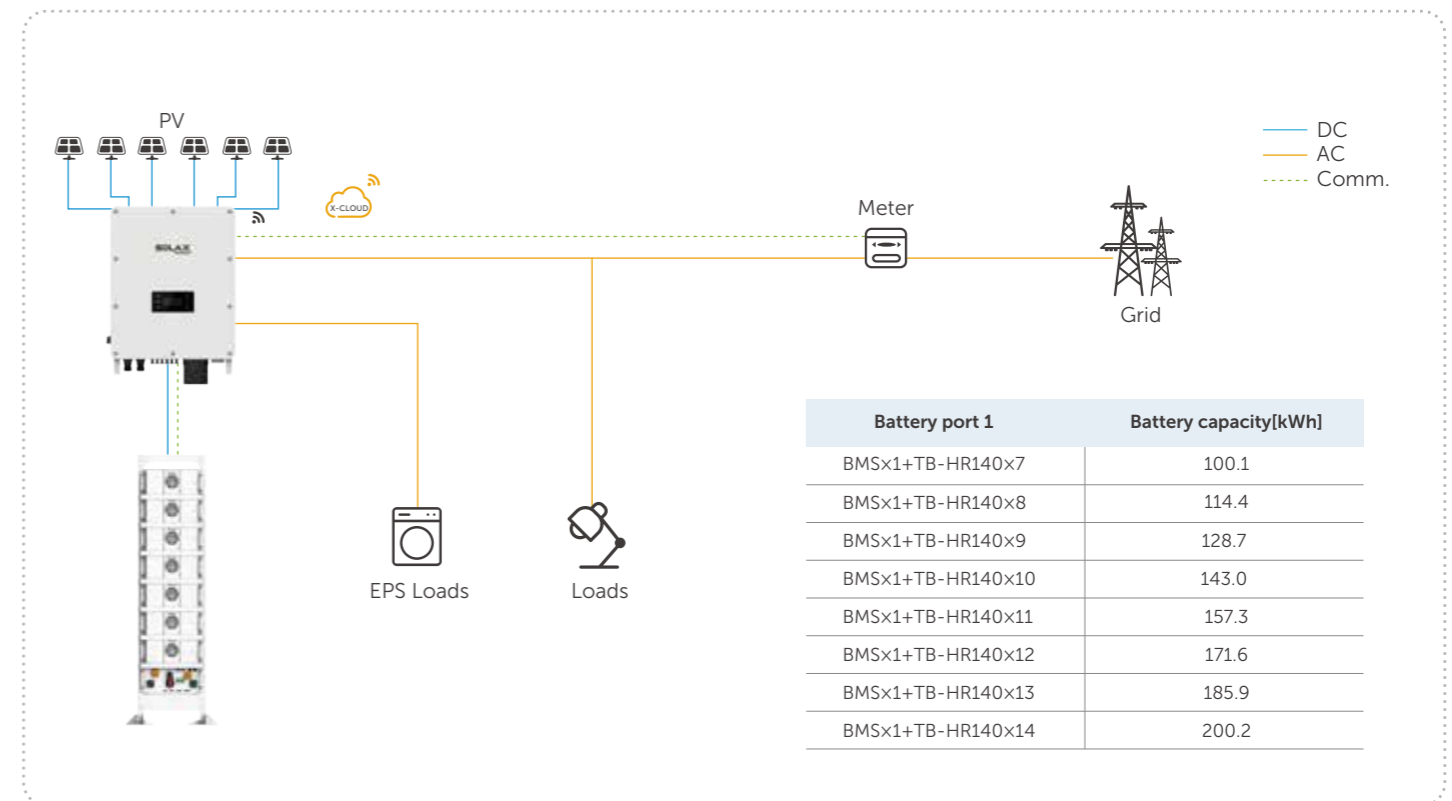 PV
DC
AC
Comm.
X-CLOUD
SOLAX
Meter
Grid
EPS Loads
Loads
Battery port 1 Battery capacity[kWh]
BMS×1+TB-HR140×7 100.1
BMS×1+TB-HR140×8 114.4
BMS×1+TB-HR140×9 128.7
BMS×1+TB-HR140×10 143.0
BMS×1+TB-HR140×11 157.3
BMS×1+TB-HR140×12 171.6
BMS×1+TB-HR140×13 185.9
BMS×1+TB-HR140×14 200.2